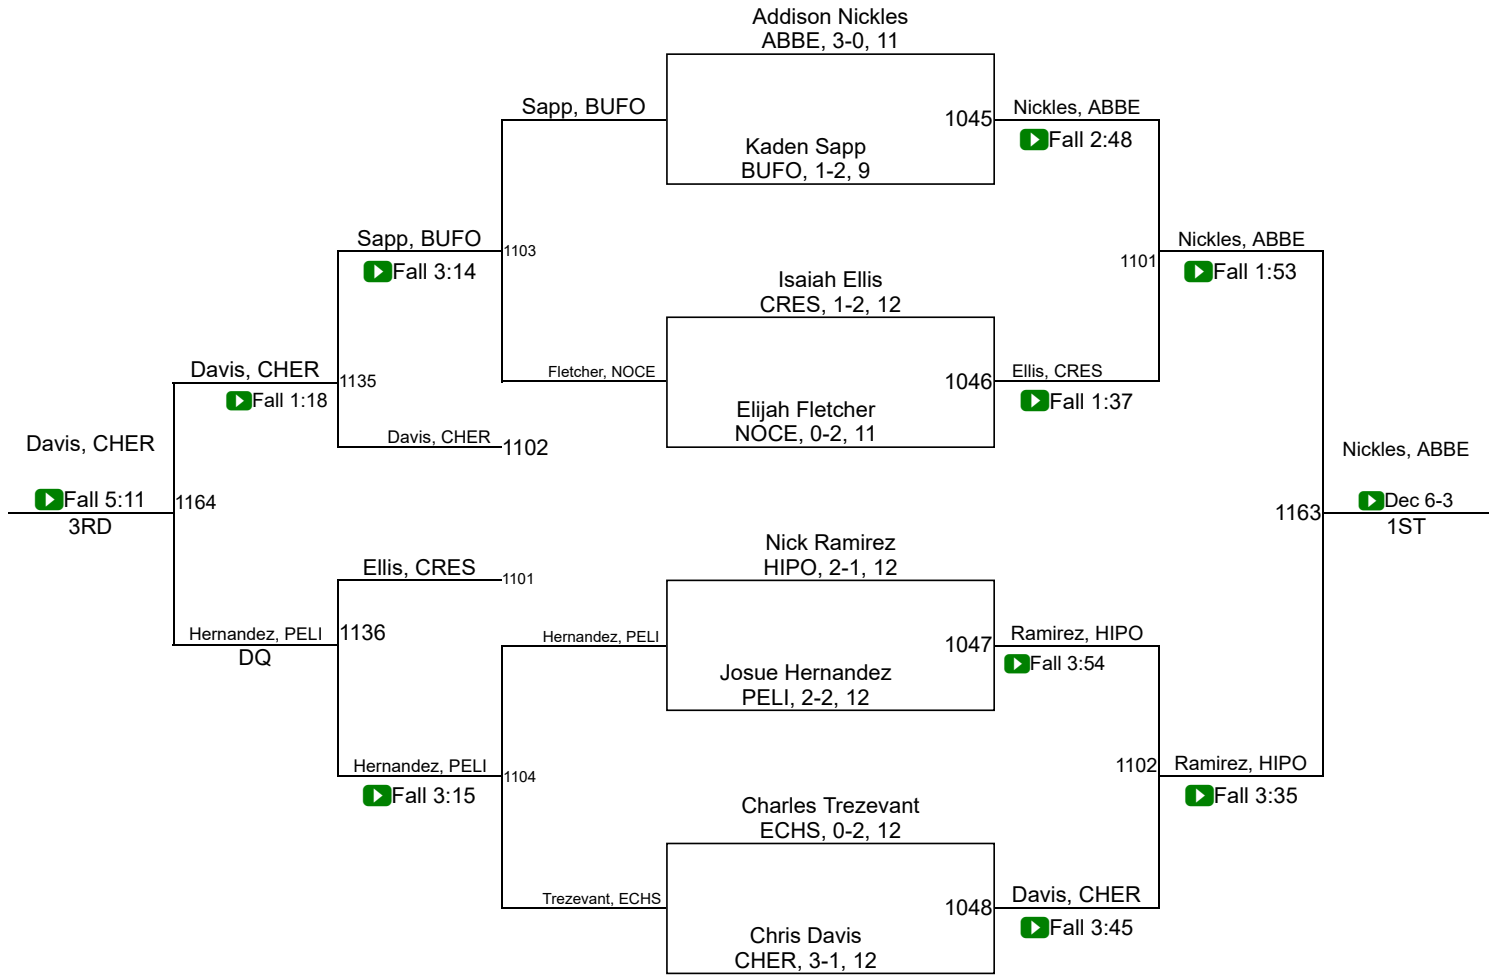 Addison Nickles
ABBE, 3-0, 11
Sapp, BUFO
1045
Nickles, ABBE
Fall 2:48
Kaden Sapp
BUFO, 1-2, 9
Sapp, BUFO
Fall 3:14
1103
1101
Nickles, ABBE
Fall 1:53
Isaiah Ellis
CRES, 1-2, 12
Davis, CHER
Fall 1:18
1135
Fletcher, NOCE
1046
Ellis, CRES
Fall 1:37
Elijah Fletcher
NOCE, 0-2, 11
Davis, CHER
1102
Davis, CHER
Fall 5:11
3RD
1164
1163
Nickles, ABBE
Dec 6-3
1ST
Nick Ramirez
HIPO, 2-1, 12
Ellis, CRES
1101
Hernandez, PELI
DQ
1136
Hernandez, PELI
1047
Ramirez, HIPO
Fall 3:54
Josue Hernandez
PELI, 2-2, 12
Hernandez, PELI
Fall 3:15
1104
1102
Ramirez, HIPO
Fall 3:35
Charles Trezevant
ECHS, 0-2, 12
Trezevant, ECHS
1048
Davis, CHER
Fall 3:45
Chris Davis
CHER, 3-1, 12